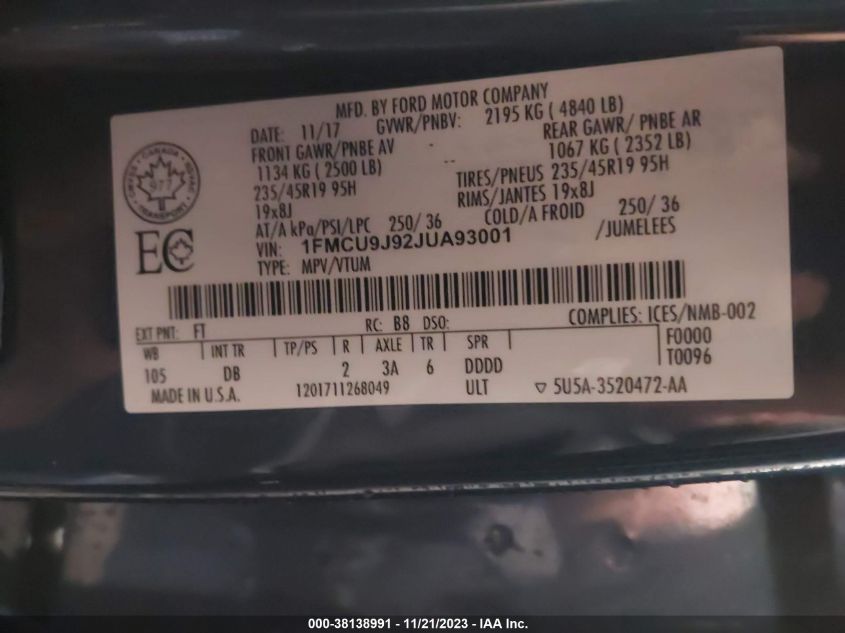 MFD. BY FORD MOTOR COMPANY
DATE: 11/17 GVWR/PNBV: 2195 KG ( 4840 LB)
FRONT GAWR/PNBE AV REAR GAWR/ PNBE AR
1134 KG ( 2500 LB) 1067 KG ( 2352 LB)
235/45R19 95H TIRES/PNEUS 235/45R19 95H
19x8J RIMS/JANTES 19x8J
AT/A kPa/PSI/LPC 250/ 36 COLD/A FROID 250/ 36
VIN: 1FMCU9J92JUA93001 /JUMELEES
TYPE: MPV/VTUM
CANADA
977
TRANSPORT
EC
EXT PNT: FT RC: B8 DSO: COMPLIES: ICES/NMB-002
WB INT TR TP/PS R AXLE TR SPR F0000
105 DB 2 3A 6 DDDD T0096
MADE IN U.S.A. 1201711268049 ULT ▽ 5U5A-3520472-AA
000-38138991 - 11/21/2023 - IAA Inc.